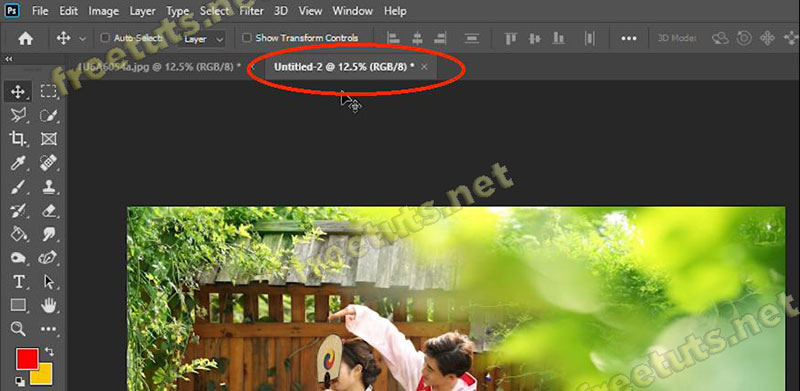 Ps File Edit Image Layer Type Select Filter 3D View Window Help
Auto-Select: Layer Show Transform Controls 3D Mode:
1U6A6054a.jpg @ 12.5% (RGB/8) * Untitled-2 @ 12.5% (RGB/8) * ×
freetuts.net
freetuts.net
freetuts.net
freetuts.net
T